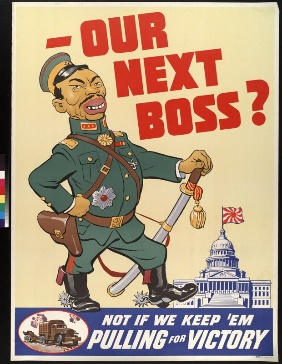 – OUR
NEXT
BOSS?
NOT IF WE KEEP 'EM
PULLING FOR VICTORY